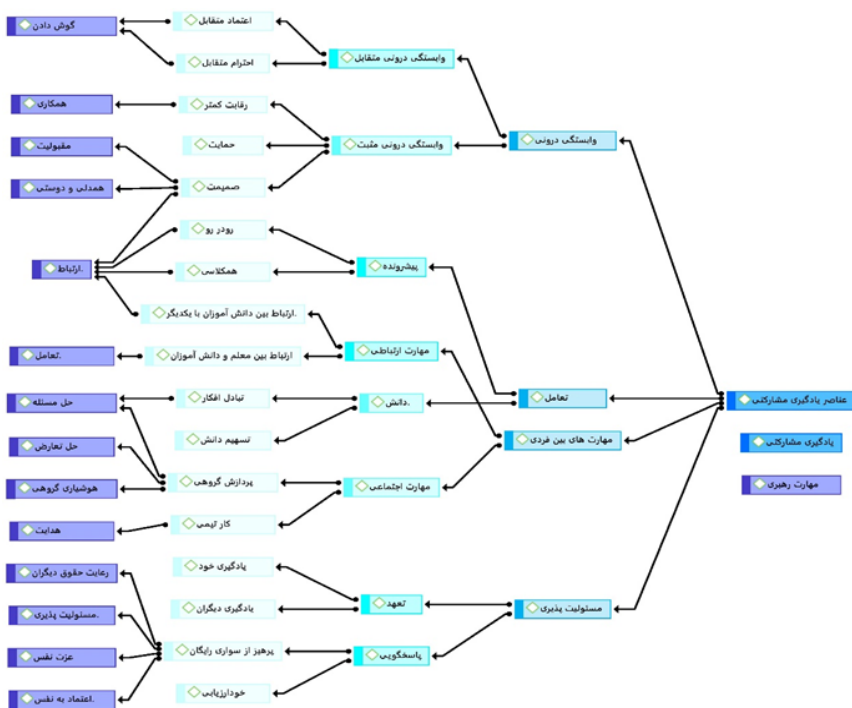 عناصر یادگیری مشارکتی
یادگیری مشارکتی
مهارت رهبری
وابستگی درونی
تعامل
مهارت های بین فردی
مسئولیت پذیری
وابستگی درونی متقابل
وابستگی درونی مثبت
پیشرونده
مهارت ارتباطی
.دانش
مهارت اجتماعی
تعهد
پاسخگویی
اعتماد متقابل
احترام متقابل
رقابت کمتر
حمایت
صمیمت
رودر رو
همکلاسی
.ارتباط بین دانش آموزان با یکدیگر
ارتباط بین معلم و دانش آموزان
تبادل افکار
تسهیم دانش
پردازش گروهی
کار تیمی
یادگیری خود
یادگیری دیگران
پرهیز از سواری رایگان
خودارزیابی
گوش دادن
همکاری
مقبولیت
همدلی و دوستی
.ارتباط
.تعامل
حل مسئله
حل تعارض
هوشیاری گروهی
هدایت
رعایت حقوق دیگران
.مسئولیت پذیری
عزت نفس
.اعتماد به نفس